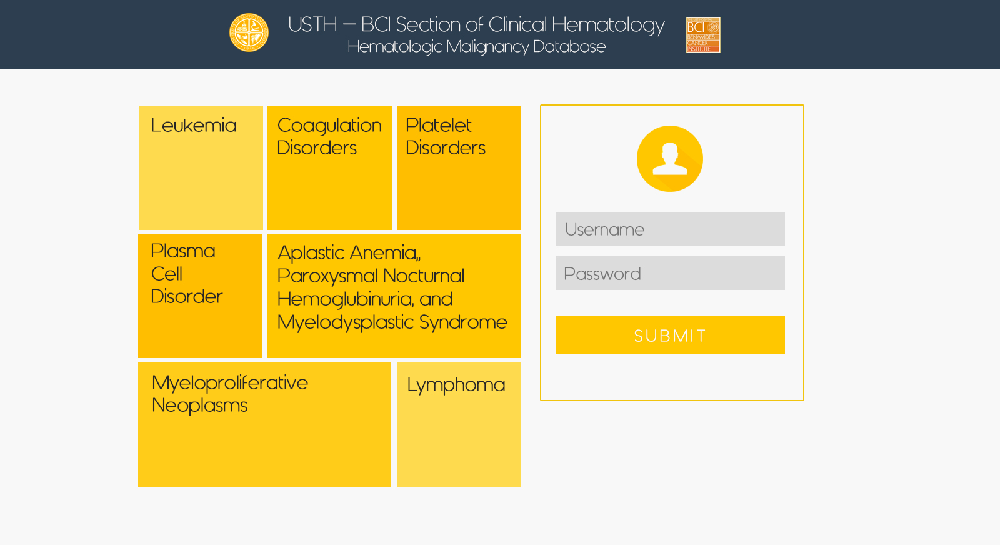 USTH – BCI Section of Clinical Hematology
Hematologic Malignancy Database
BCI
BENAVIDES
CANCER
INSTITUTE
Leukemia
Coagulation
Disorders
Platelet
Disorders
Plasma
Cell
Disorder
Aplastic Anemia,,
Paroxysmal Nocturnal
Hemoglubinuria, and
Myelodysplastic Syndrome
Myeloproliferative
Neoplasms
Lymphoma
Username
Password
SUBMIT